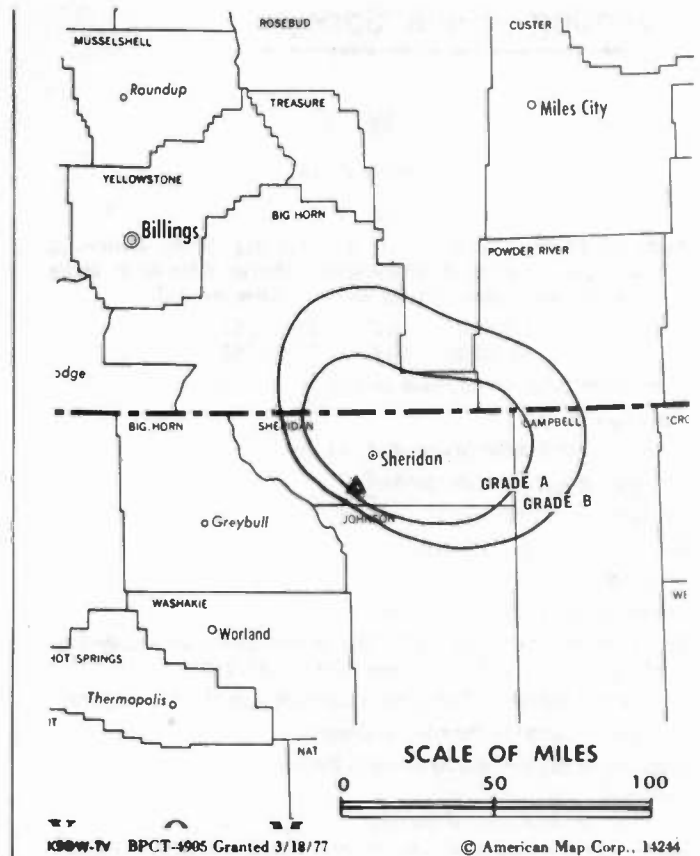 ROSEBUD
CUSTER
MUSSELSHELL
Roundup
TREASURE
Miles City
YELLOWSTONE
BIG HORN
Billings
POWDER RIVER
BIG HORN
SHERIDAN
CAMPBELL
Sheridan
GRADE A
GRADE B
JOHNSON
Greybull
WASHAKIE
Worland
HOT SPRINGS
Thermopolis
NAT
SCALE OF MILES
0 50 100
BPCT-4905 Granted 3/18/77 © American Map Corp., 14244